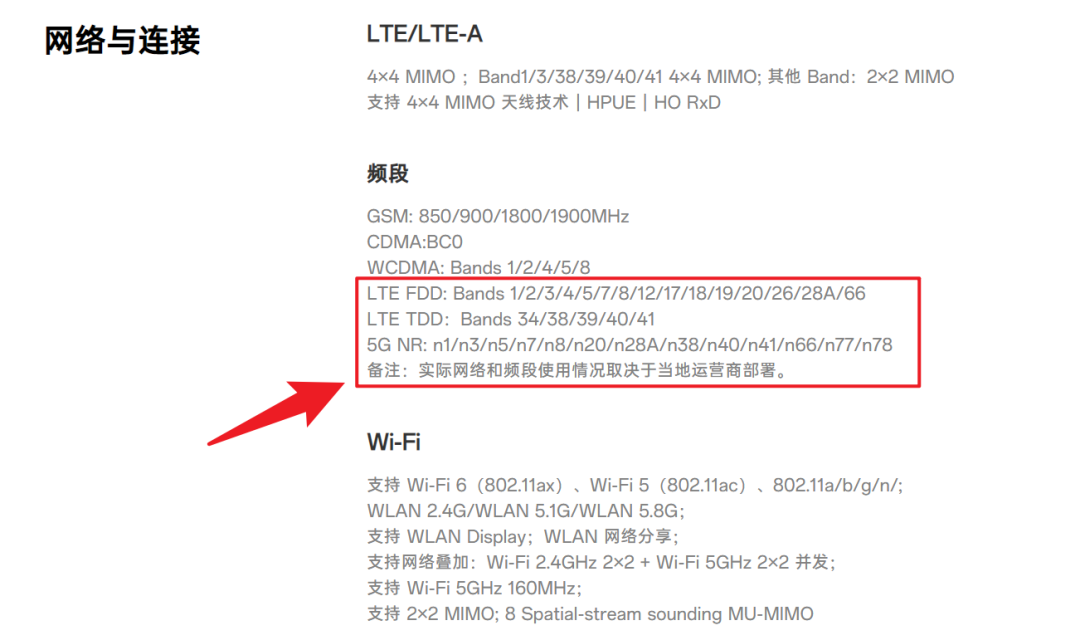 网络与连接
LTE/LTE-A
4×4 MIMO ；Band1/3/38/39/40/41 4×4 MIMO; 其他 Band：2×2 MIMO
支持 4×4 MIMO 天线技术 | HPUE | HO RxD
频段
GSM: 850/900/1800/1900MHz
CDMA:BC0
WCDMA: Bands 1/2/4/5/8
LTE FDD: Bands 1/2/3/4/5/7/8/12/17/18/19/20/26/28A/66
LTE TDD：Bands 34/38/39/40/41
5G NR: n1/n3/n5/n7/n8/n20/n28A/n38/n40/n41/n66/n77/n78
备注：实际网络和频段使用情况取决于当地运营商部署。
Wi-Fi
支持 Wi-Fi 6（802.11ax）、Wi-Fi 5（802.11ac）、802.11a/b/g/n/;
WLAN 2.4G/WLAN 5.1G/WLAN 5.8G；
支持 WLAN Display；WLAN 网络分享；
支持网络叠加：Wi-Fi 2.4GHz 2×2 + Wi-Fi 5GHz 2×2 并发；
支持 Wi-Fi 5GHz 160MHz；
支持 2×2 MIMO; 8 Spatial-stream sounding MU-MIMO